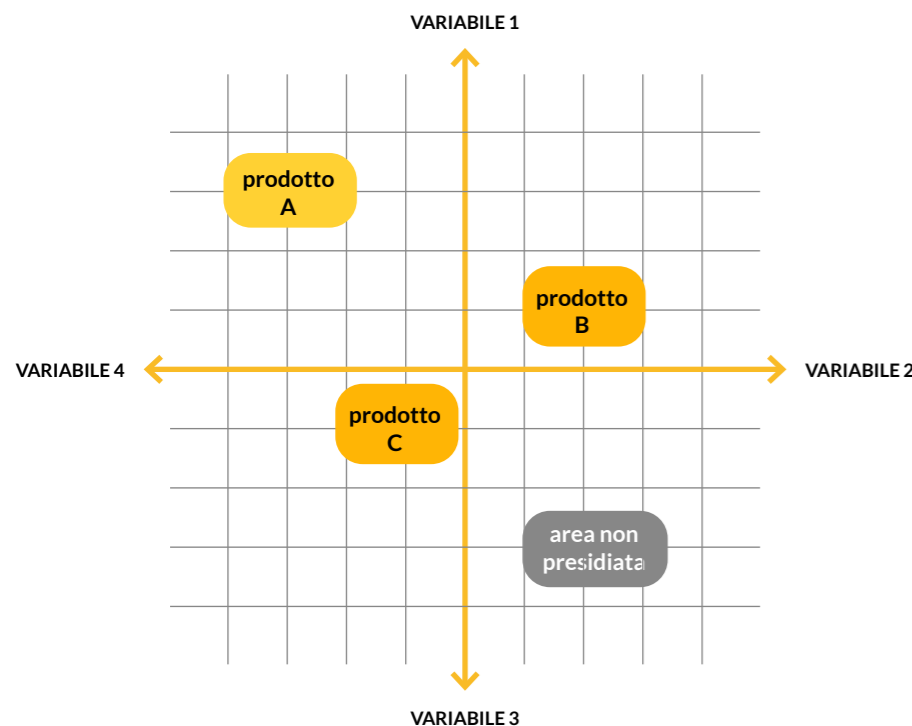 VARIABILE 1
prodotto
A
prodotto
B
VARIABILE 4
VARIABILE 2
prodotto
C
area non
presidiata
VARIABILE 3